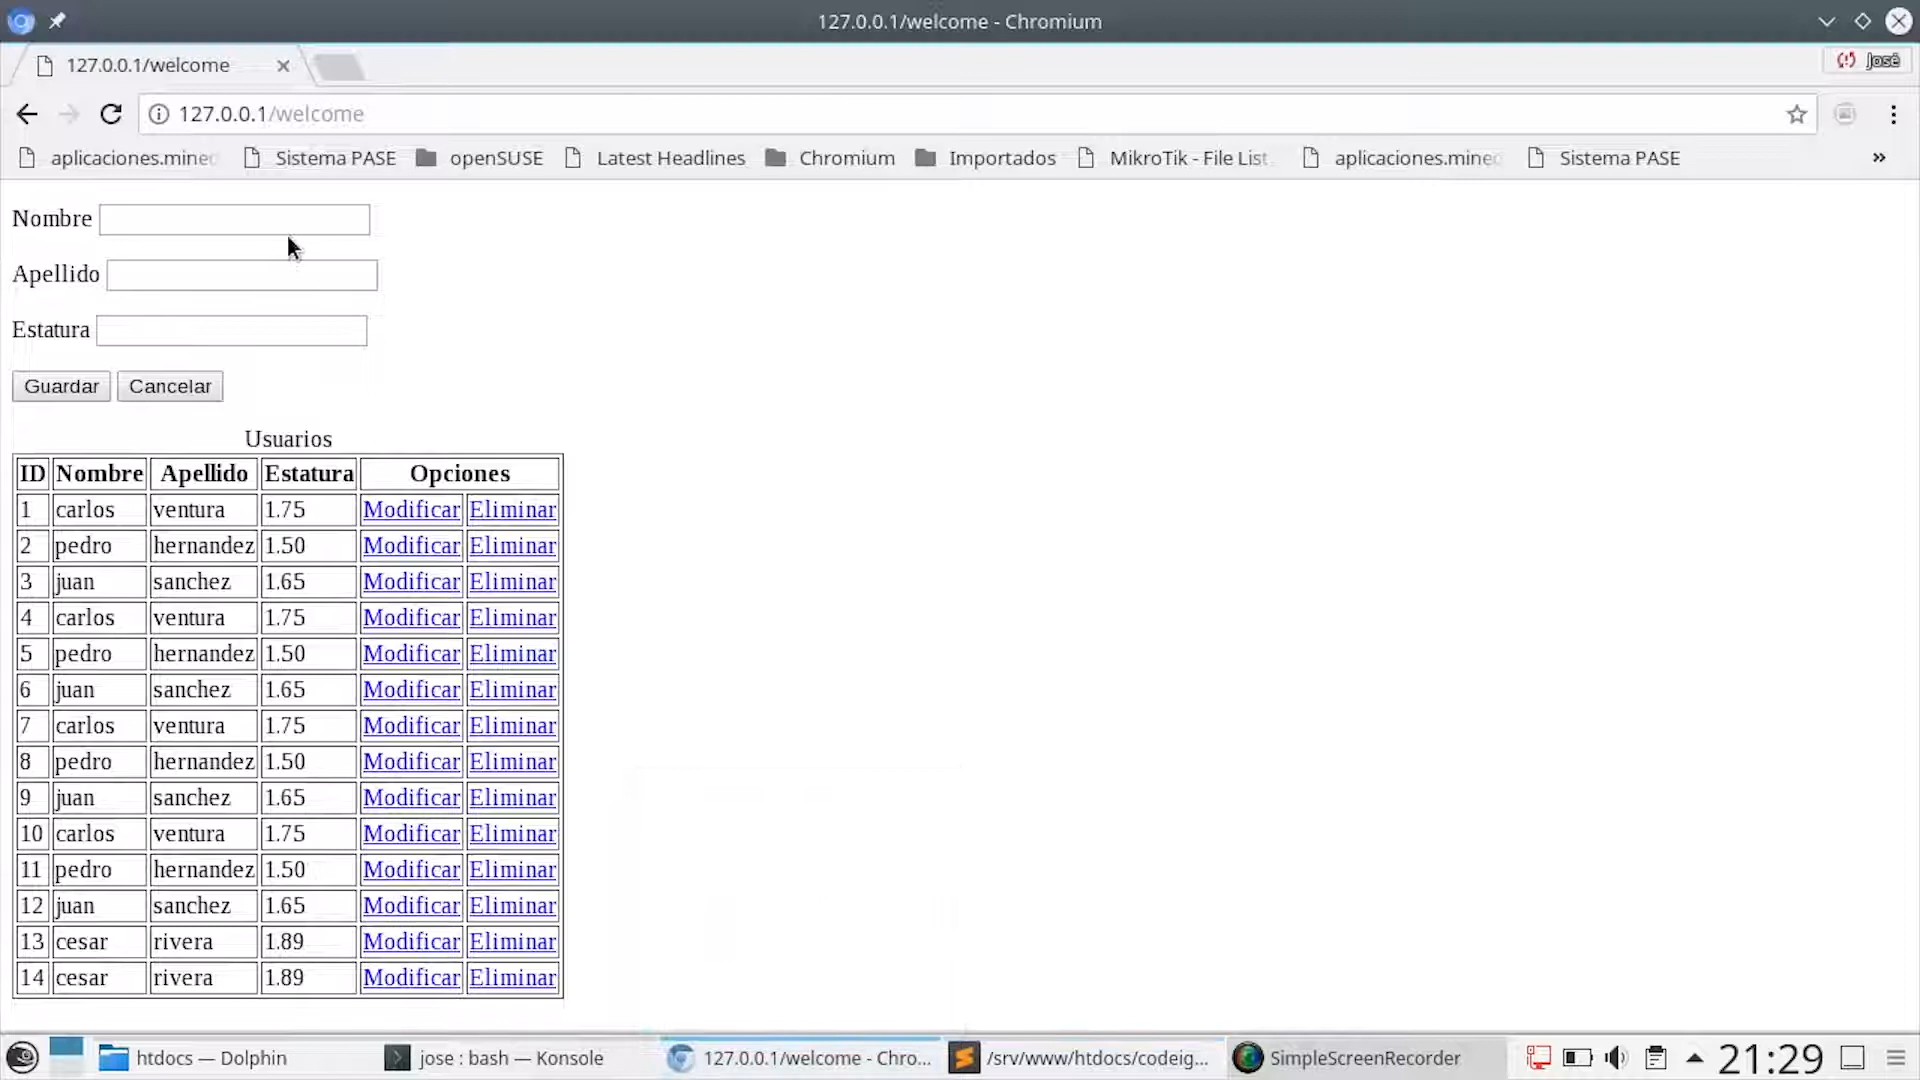 127.0.0.1/welcome - Chromium
127.0.0.1/welcome
José
127.0.0.1/welcome
aplicaciones.mined Sistema PASE openSUSE Latest Headlines Chromium Importados MikroTik - File List aplicaciones.mined Sistema PASE »
Nombre
Apellido
Estatura
Guardar Cancelar
Usuarios
ID Nombre Apellido Estatura Opciones
1 carlos ventura 1.75 Modificar Eliminar
2 pedro hernandez 1.50 Modificar Eliminar
3 juan sanchez 1.65 Modificar Eliminar
4 carlos ventura 1.75 Modificar Eliminar
5 pedro hernandez 1.50 Modificar Eliminar
6 juan sanchez 1.65 Modificar Eliminar
7 carlos ventura 1.75 Modificar Eliminar
8 pedro hernandez 1.50 Modificar Eliminar
9 juan sanchez 1.65 Modificar Eliminar
10 carlos ventura 1.75 Modificar Eliminar
11 pedro hernandez 1.50 Modificar Eliminar
12 juan sanchez 1.65 Modificar Eliminar
13 cesar rivera 1.89 Modificar Eliminar
14 cesar rivera 1.89 Modificar Eliminar
htdocs — Dolphin jose : bash — Konsole 127.0.0.1/welcome - Chro... /srv/www/htdocs/codeig... SimpleScreenRecorder 21:29